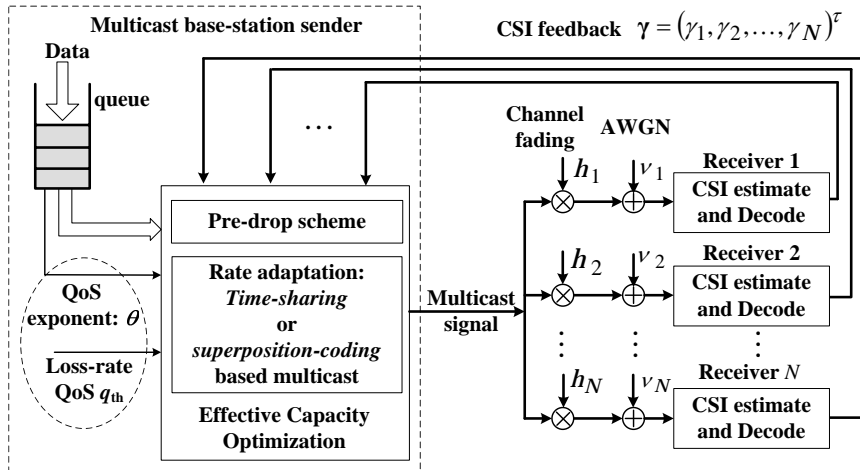 Multicast base-station sender
CSI feedback γ = (γ1, γ2, ..., γN)^τ
Data
queue
...
Channel
fading
AWGN
Receiver 1
h1
ν1
CSI estimate
and Decode
Pre-drop scheme
Receiver 2
h2
ν2
CSI estimate
and Decode
Rate adaptation:
Time-sharing
or
superposition-coding
based multicast
QoS
exponent: θ
Multicast
signal
Loss-rate
QoS qth
Receiver N
hN
νN
CSI estimate
and Decode
Effective Capacity
Optimization